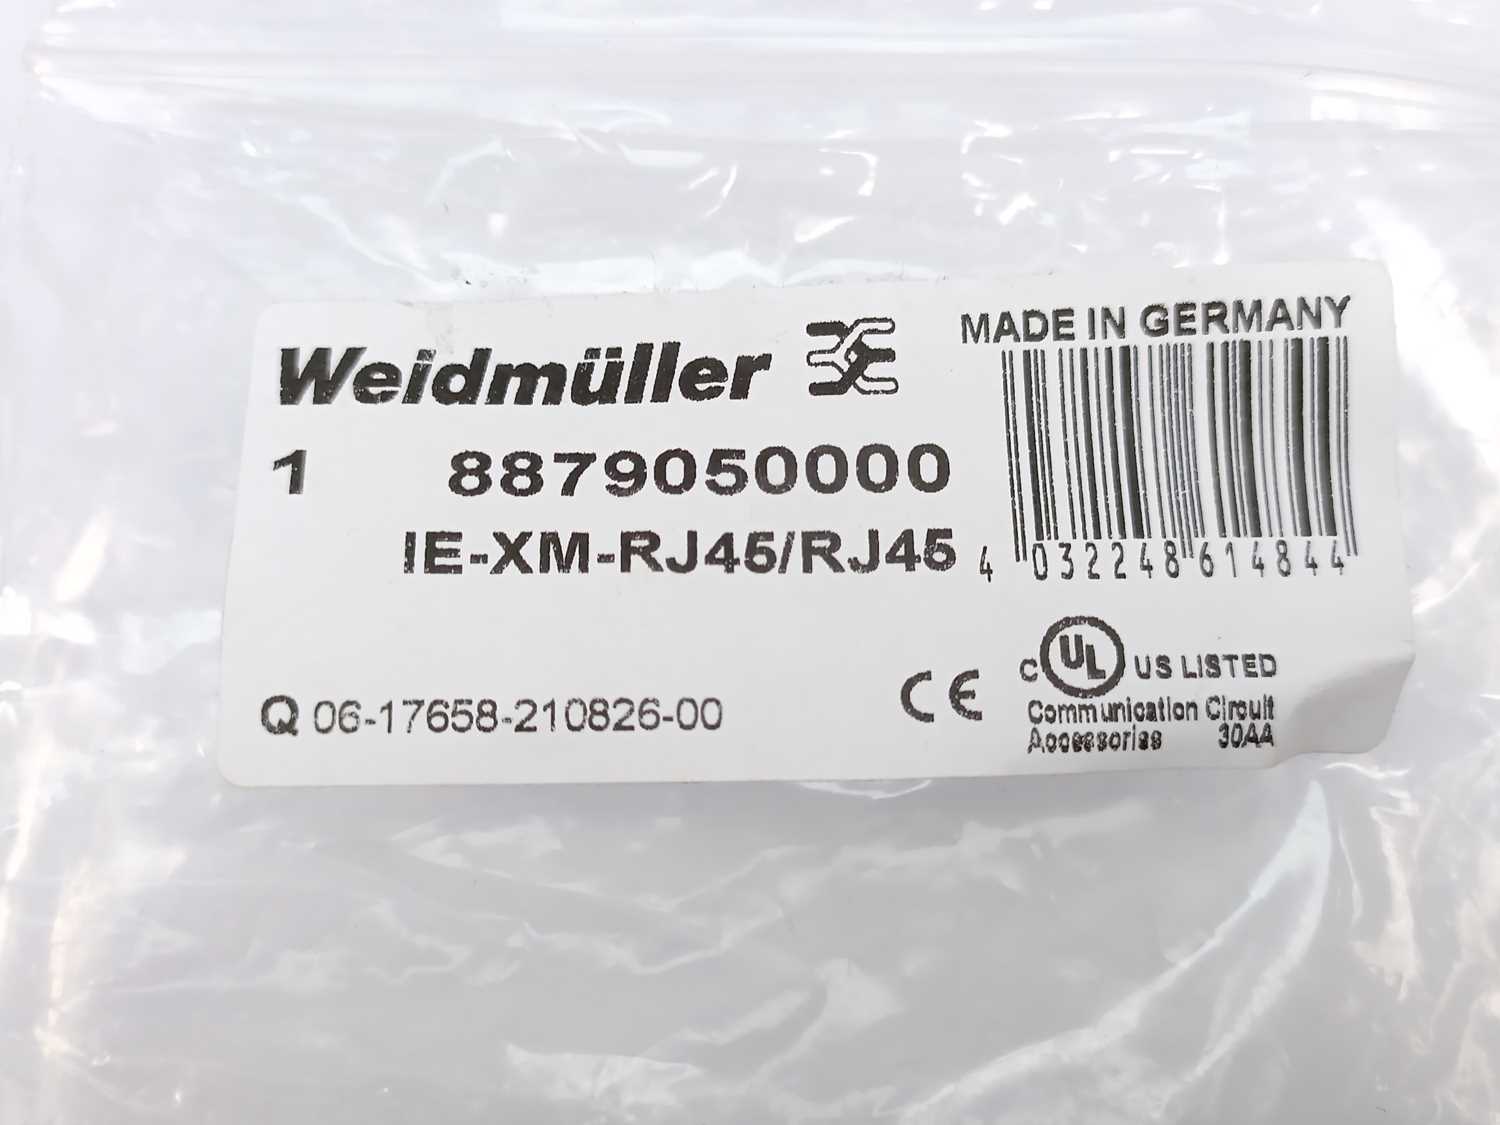 Weidmüller
MADE IN GERMANY
1 8879050000
IE-XM-RJ45/RJ45
4 032248 614844
Q 06-17658-210826-00
CE
C UL US LISTED
Communication Circuit
Accessories 30AA